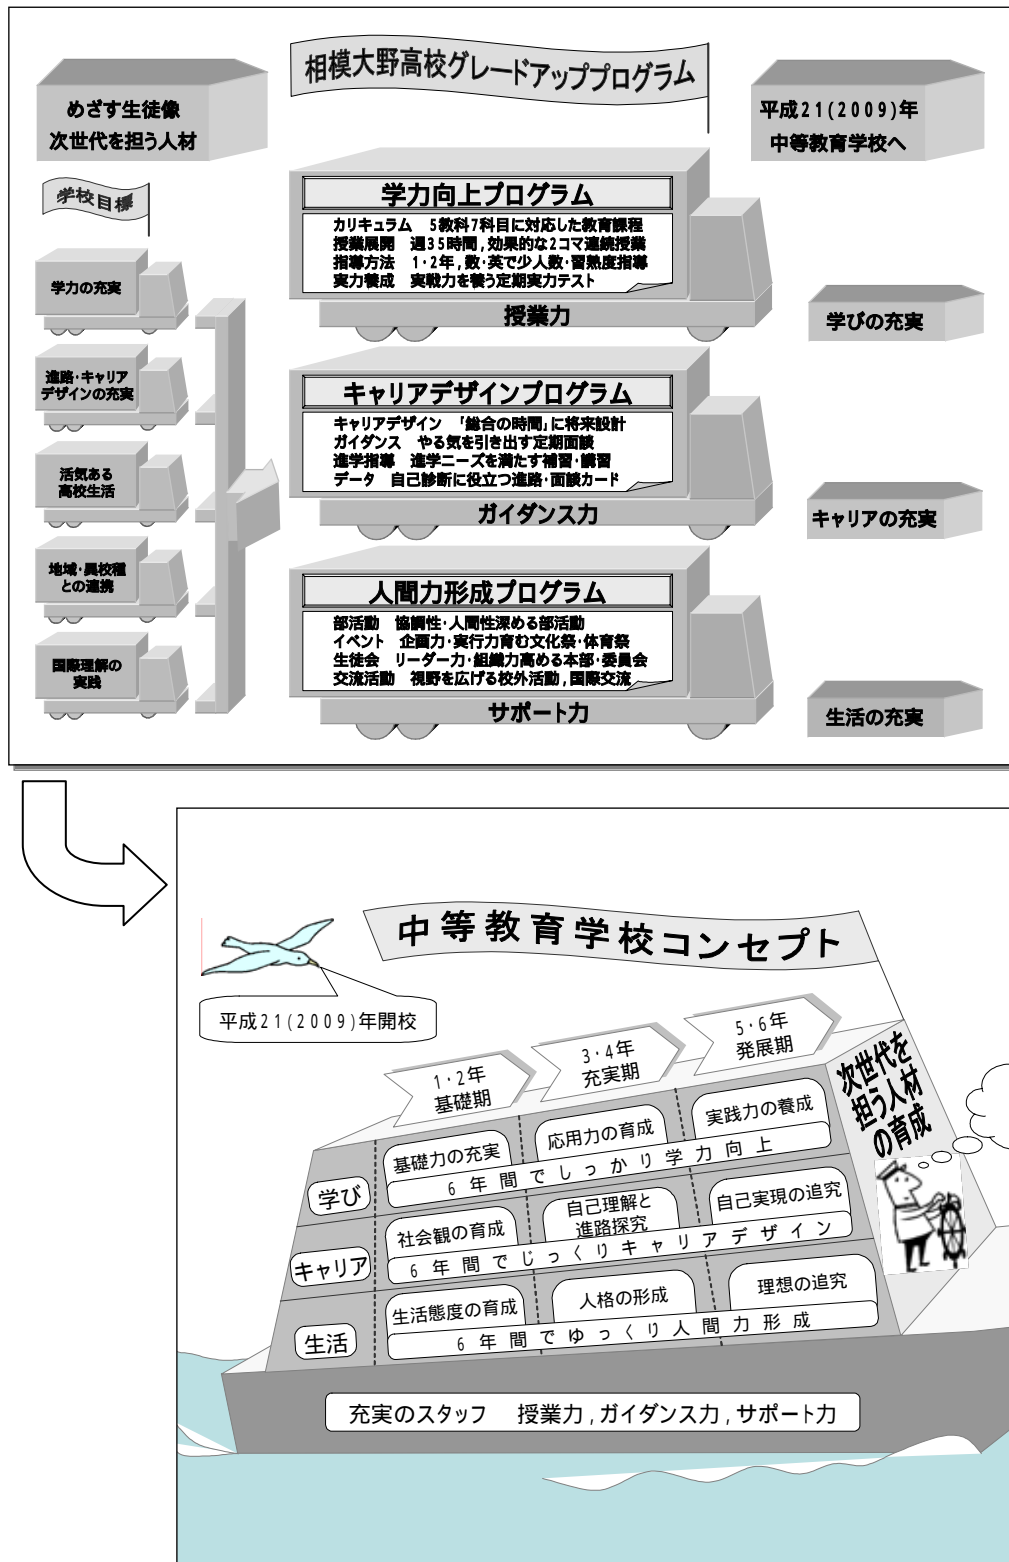 相模大野高校グレードアッププログラム
めざす生徒像
次世代を担う人材
平成21(2009)年
中等教育学校へ
学校目標
学力の充実
進路・キャリア
デザインの充実
活気ある
高校生活
地域・異校種
との連携
国際理解の
実践
学力向上プログラム
カリキュラム　5教科7科目に対応した教育課程
授業展開　週35時間,効果的な2コマ連続授業
指導方法　1・2年,数・英で少人数・習熟度指導
実力養成　実戦力を養う定期実力テスト
授業力
学びの充実
キャリアデザインプログラム
キャリアデザイン　「総合の時間」に将来設計
ガイダンス　やる気を引き出す定期面談
進学指導　進学ニーズを満たす補習・講習
データ　自己診断に役立つ進路・面談カード
ガイダンス力
キャリアの充実
人間力形成プログラム
部活動　協調性・人間性深める部活動
イベント　企画力・実行力育む文化祭・体育祭
生徒会　リーダー力・組織力高める本部・委員会
交流活動　視野を広げる校外活動,国際交流
サポート力
生活の充実
中等教育学校コンセプト
平成21(2009)年開校
1・2年
基礎期
3・4年
充実期
5・6年
発展期
次世代を
担う人材
の育成
学び
基礎力の充実
応用力の育成
実践力の養成
6年間でしっかり学力向上
キャリア
社会観の育成
自己理解と
進路探究
自己実現の追究
6年間でじっくりキャリアデザイン
生活
生活態度の育成
人格の形成
理想の追究
6年間でゆっくり人間力形成
充実のスタッフ　授業力,ガイダンス力,サポート力